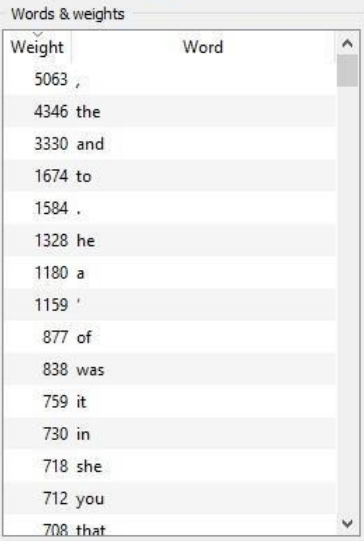 Words & weights
Weight Word
5063 ,
4346 the
3330 and
1674 to
1584 .
1328 he
1180 a
1159 '
877 of
838 was
759 it
730 in
718 she
712 you
708 that